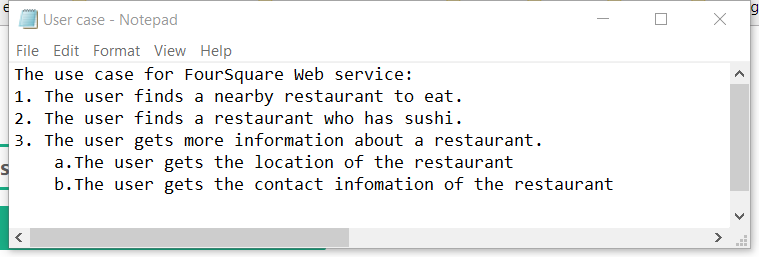 User case - Notepad
File Edit Format View Help
The use case for FourSquare Web service:
1. The user finds a nearby restaurant to eat.
2. The user finds a restaurant who has sushi.
3. The user gets more information about a restaurant.
a.The user gets the location of the restaurant
b.The user gets the contact infomation of the restaurant